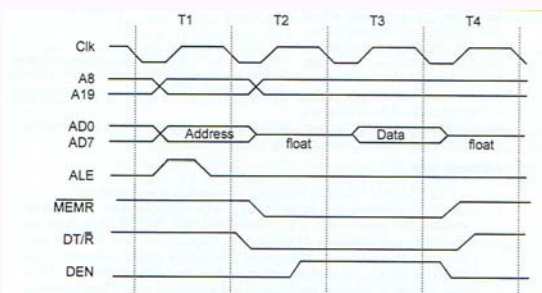 T1 T2 T3 T4
Clk
A8
A19
AD0
AD7
Address
float
Data
float
ALE
MEMR
DT/R
DEN